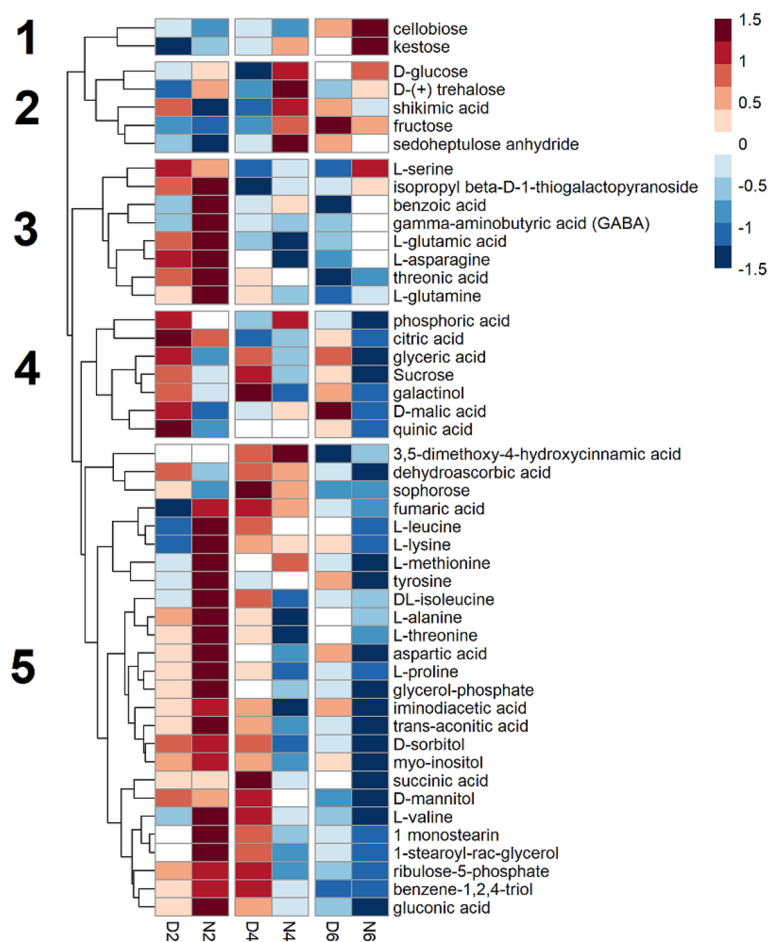 1
cellobiose
kestose
2
D-glucose
D-(+) trehalose
shikimic acid
fructose
sedoheptulose anhydride
3
L-serine
isopropyl beta-D-1-thiogalactopyranoside
benzoic acid
gamma-aminobutyric acid (GABA)
L-glutamic acid
L-asparagine
threonic acid
L-glutamine
4
phosphoric acid
citric acid
glyceric acid
Sucrose
galactinol
D-malic acid
quinic acid
5
3,5-dimethoxy-4-hydroxycinnamic acid
dehydroascorbic acid
sophorose
fumaric acid
L-leucine
L-lysine
L-methionine
tyrosine
DL-isoleucine
L-alanine
L-threonine
aspartic acid
L-proline
glycerol-phosphate
iminodiacetic acid
trans-aconitic acid
D-sorbitol
myo-inositol
succinic acid
D-mannitol
L-valine
1 monostearin
1-stearoyl-rac-glycerol
ribulose-5-phosphate
benzene-1,2,4-triol
gluconic acid
D2 N2 D4 N4 D6 N6
1.5
1
0.5
0
-0.5
-1
-1.5